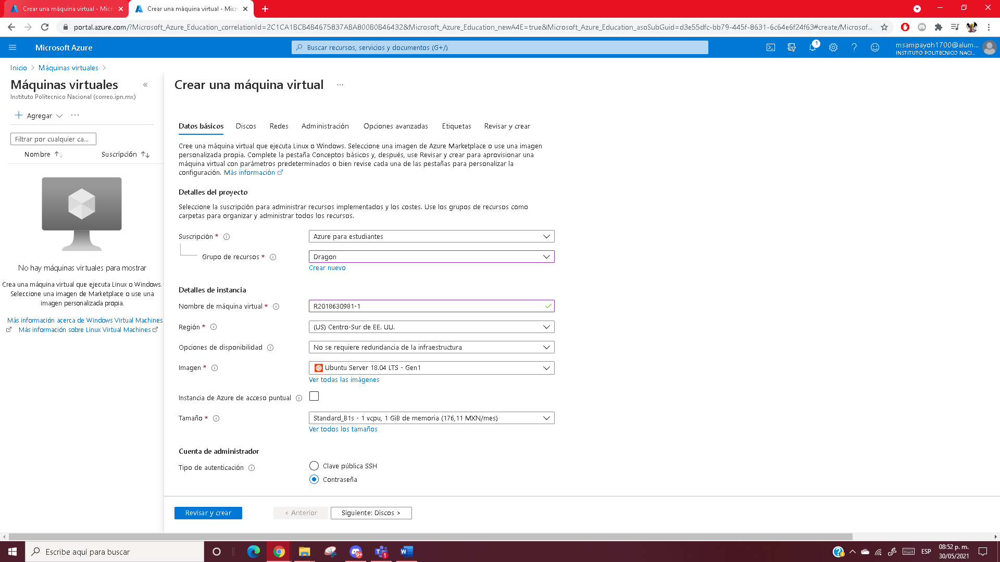 Crear una máquina virtual - Micr
Crear una máquina virtual - Mic
portal.azure.com/?Microsoft_Azure_Education_correlationId=2C1CA1BCB4B4675837ABA800B0B46432&Microsoft_Azure_Education_newA4E=true&Microsoft_Azure_Education_asoSubGuid=d3e55dfc-bb79-445f-8631-6c64e6f24f63#create/Microsof...
Microsoft Azure
Buscar recursos, servicios y documentos (G+/)
1
msampayoh1700@alum...
INSTITUTO POLITECNICO NACI...
Inicio
Máquinas virtuales
Máquinas virtuales
Instituto Politecnico Nacional (correo.ipn.mx)
Agregar
Filtrar por cualquier ca...
Nombre
Suscripción
No hay máquinas virtuales para mostrar
Crea una máquina virtual que ejecuta Linux o Windows.
Seleccione una imagen de Marketplace o use una
imagen personalizada propia.
Más información acerca de Windows Virtual Machines
Más información sobre Linux Virtual Machines
Crear una máquina virtual
...
Datos básicos
Discos
Redes
Administración
Opciones avanzadas
Etiquetas
Revisar y crear
Cree una máquina virtual que ejecuta Linux o Windows. Seleccione una imagen de Azure Marketplace o use una imagen
personalizada propia. Complete la pestaña Conceptos básicos y, después, use Revisar y crear para aprovisionar una
máquina virtual con parámetros predeterminados o bien revise cada una de las pestañas para personalizar la
configuración. Más información
Detalles del proyecto
Seleccione la suscripción para administrar recursos implementados y los costes. Use los grupos de recursos como
carpetas para organizar y administrar todos los recursos.
Suscripción *
Azure para estudiantes
Grupo de recursos *
Dragon
Crear nuevo
Detalles de instancia
Nombre de máquina virtual *
R2018630981-1
Región *
(US) Centro-Sur de EE. UU.
Opciones de disponibilidad
No se requiere redundancia de la infraestructura
Imagen *
Ubuntu Server 18.04 LTS - Gen1
Ver todas las imágenes
Instancia de Azure de acceso puntual
Tamaño *
Standard_B1s - 1 vcpu, 1 GiB de memoria (176,11 MXN/mes)
Ver todos los tamaños
Cuenta de administrador
Tipo de autenticación
Clave pública SSH
Contraseña
Revisar y crear
< Anterior
Siguiente: Discos >
Escribe aquí para buscar
9+
1
ESP
08:52 p. m.
30/05/2021